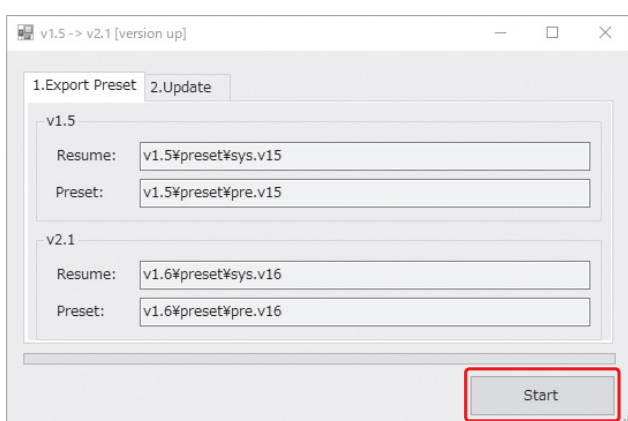 v1.5 -> v2.1 [version up]
1.Export Preset 2.Update
v1.5
Resume: v1.5¥preset¥sys.v15
Preset: v1.5¥preset¥pre.v15
v2.1
Resume: v1.6¥preset¥sys.v16
Preset: v1.6¥preset¥pre.v16
Start